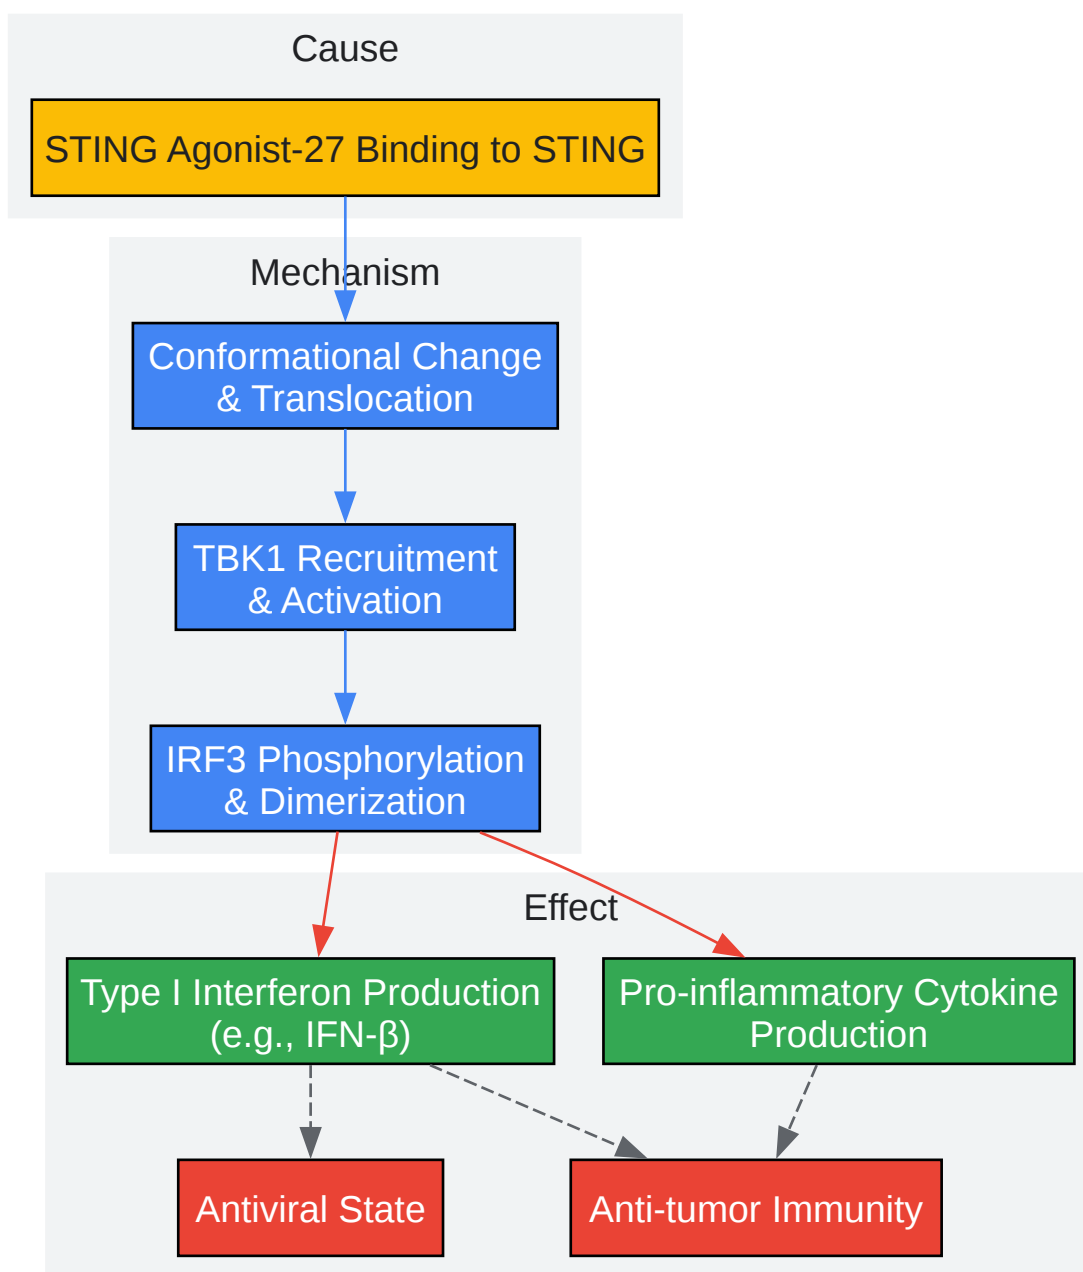 Cause
STING Agonist-27 Binding to STING
Mechanism
Conformational Change
& Translocation
TBK1 Recruitment
& Activation
IRF3 Phosphorylation
& Dimerization
Effect
Type I Interferon Production
(e.g., IFN-β)
Pro-inflammatory Cytokine
Production
Antiviral State
Anti-tumor Immunity